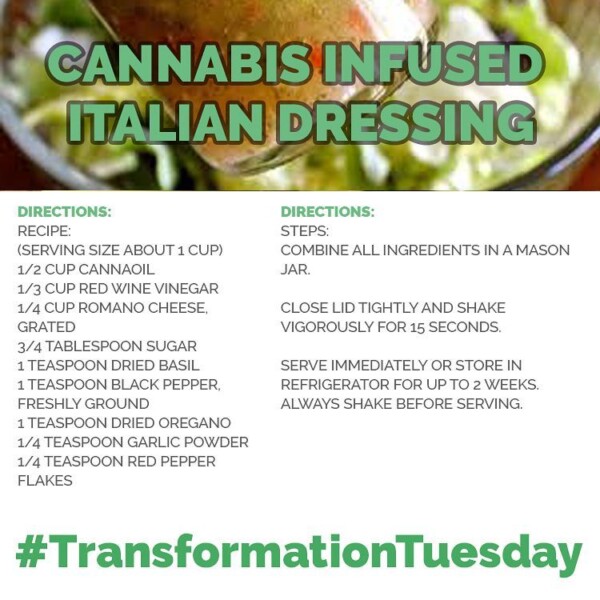 CANNABIS INFUSED
ITALIAN DRESSING
DIRECTIONS:
RECIPE:
(SERVING SIZE ABOUT 1 CUP)
1/2 CUP CANNAOIL
1/3 CUP RED WINE VINEGAR
1/4 CUP ROMANO CHEESE,
GRATED
3/4 TABLESPOON SUGAR
1 TEASPOON DRIED BASIL
1 TEASPOON BLACK PEPPER,
FRESHLY GROUND
1 TEASPOON DRIED OREGANO
1/4 TEASPOON GARLIC POWDER
1/4 TEASPOON RED PEPPER
FLAKES
DIRECTIONS:
STEPS:
COMBINE ALL INGREDIENTS IN A MASON
JAR.
CLOSE LID TIGHTLY AND SHAKE
VIGOROUSLY FOR 15 SECONDS.
SERVE IMMEDIATELY OR STORE IN
REFRIGERATOR FOR UP TO 2 WEEKS.
ALWAYS SHAKE BEFORE SERVING.
#TransformationTuesday